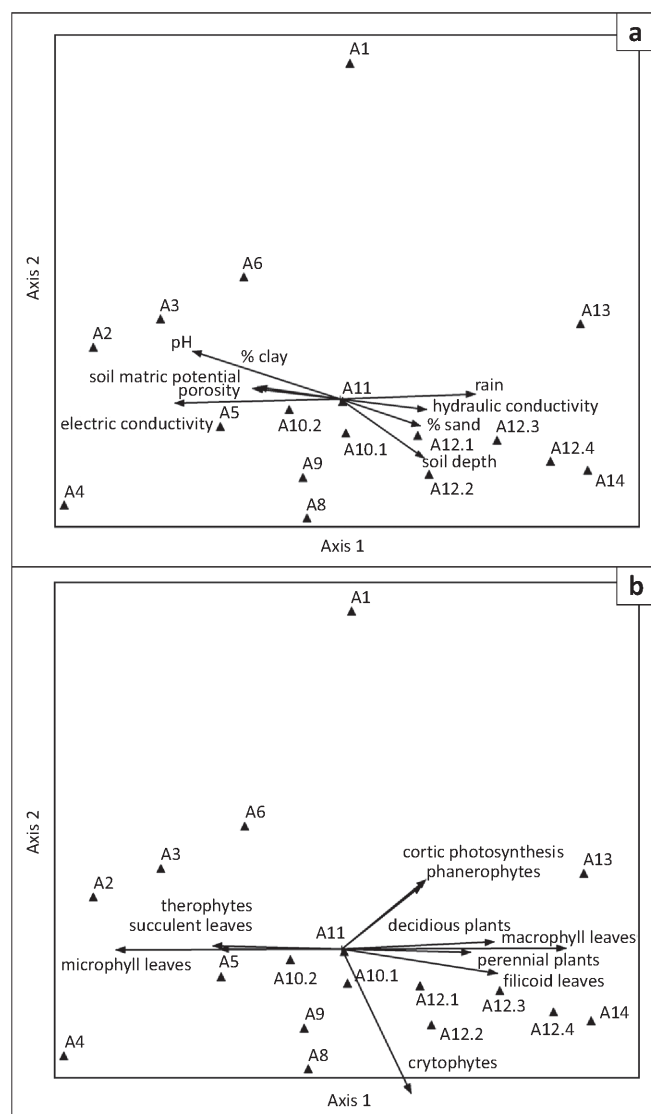 a
A1
A6
A3
A13
A2
pH
% clay
soil matric potential
A11
rain
porosity
hydraulic conductivity
electric conductivity
A5
A10.2
% sand
A10.1
A12.1
A12.3
soil depth
A12.4
A9
A12.2
A14
A4
A8
Axis 2
Axis 1
b
A1
A6
cortic photosynthesis
A3
phanerophytes
A13
A2
therophytes
succulent leaves
A11
decidious plants
macrophyll leaves
microphyll leaves
A5
perennial plants
A10.2
A10.1
filicoid leaves
A12.1
A12.3
A9
A12.2
A12.4
A14
A4
A8
crytophytes
Axis 2
Axis 1